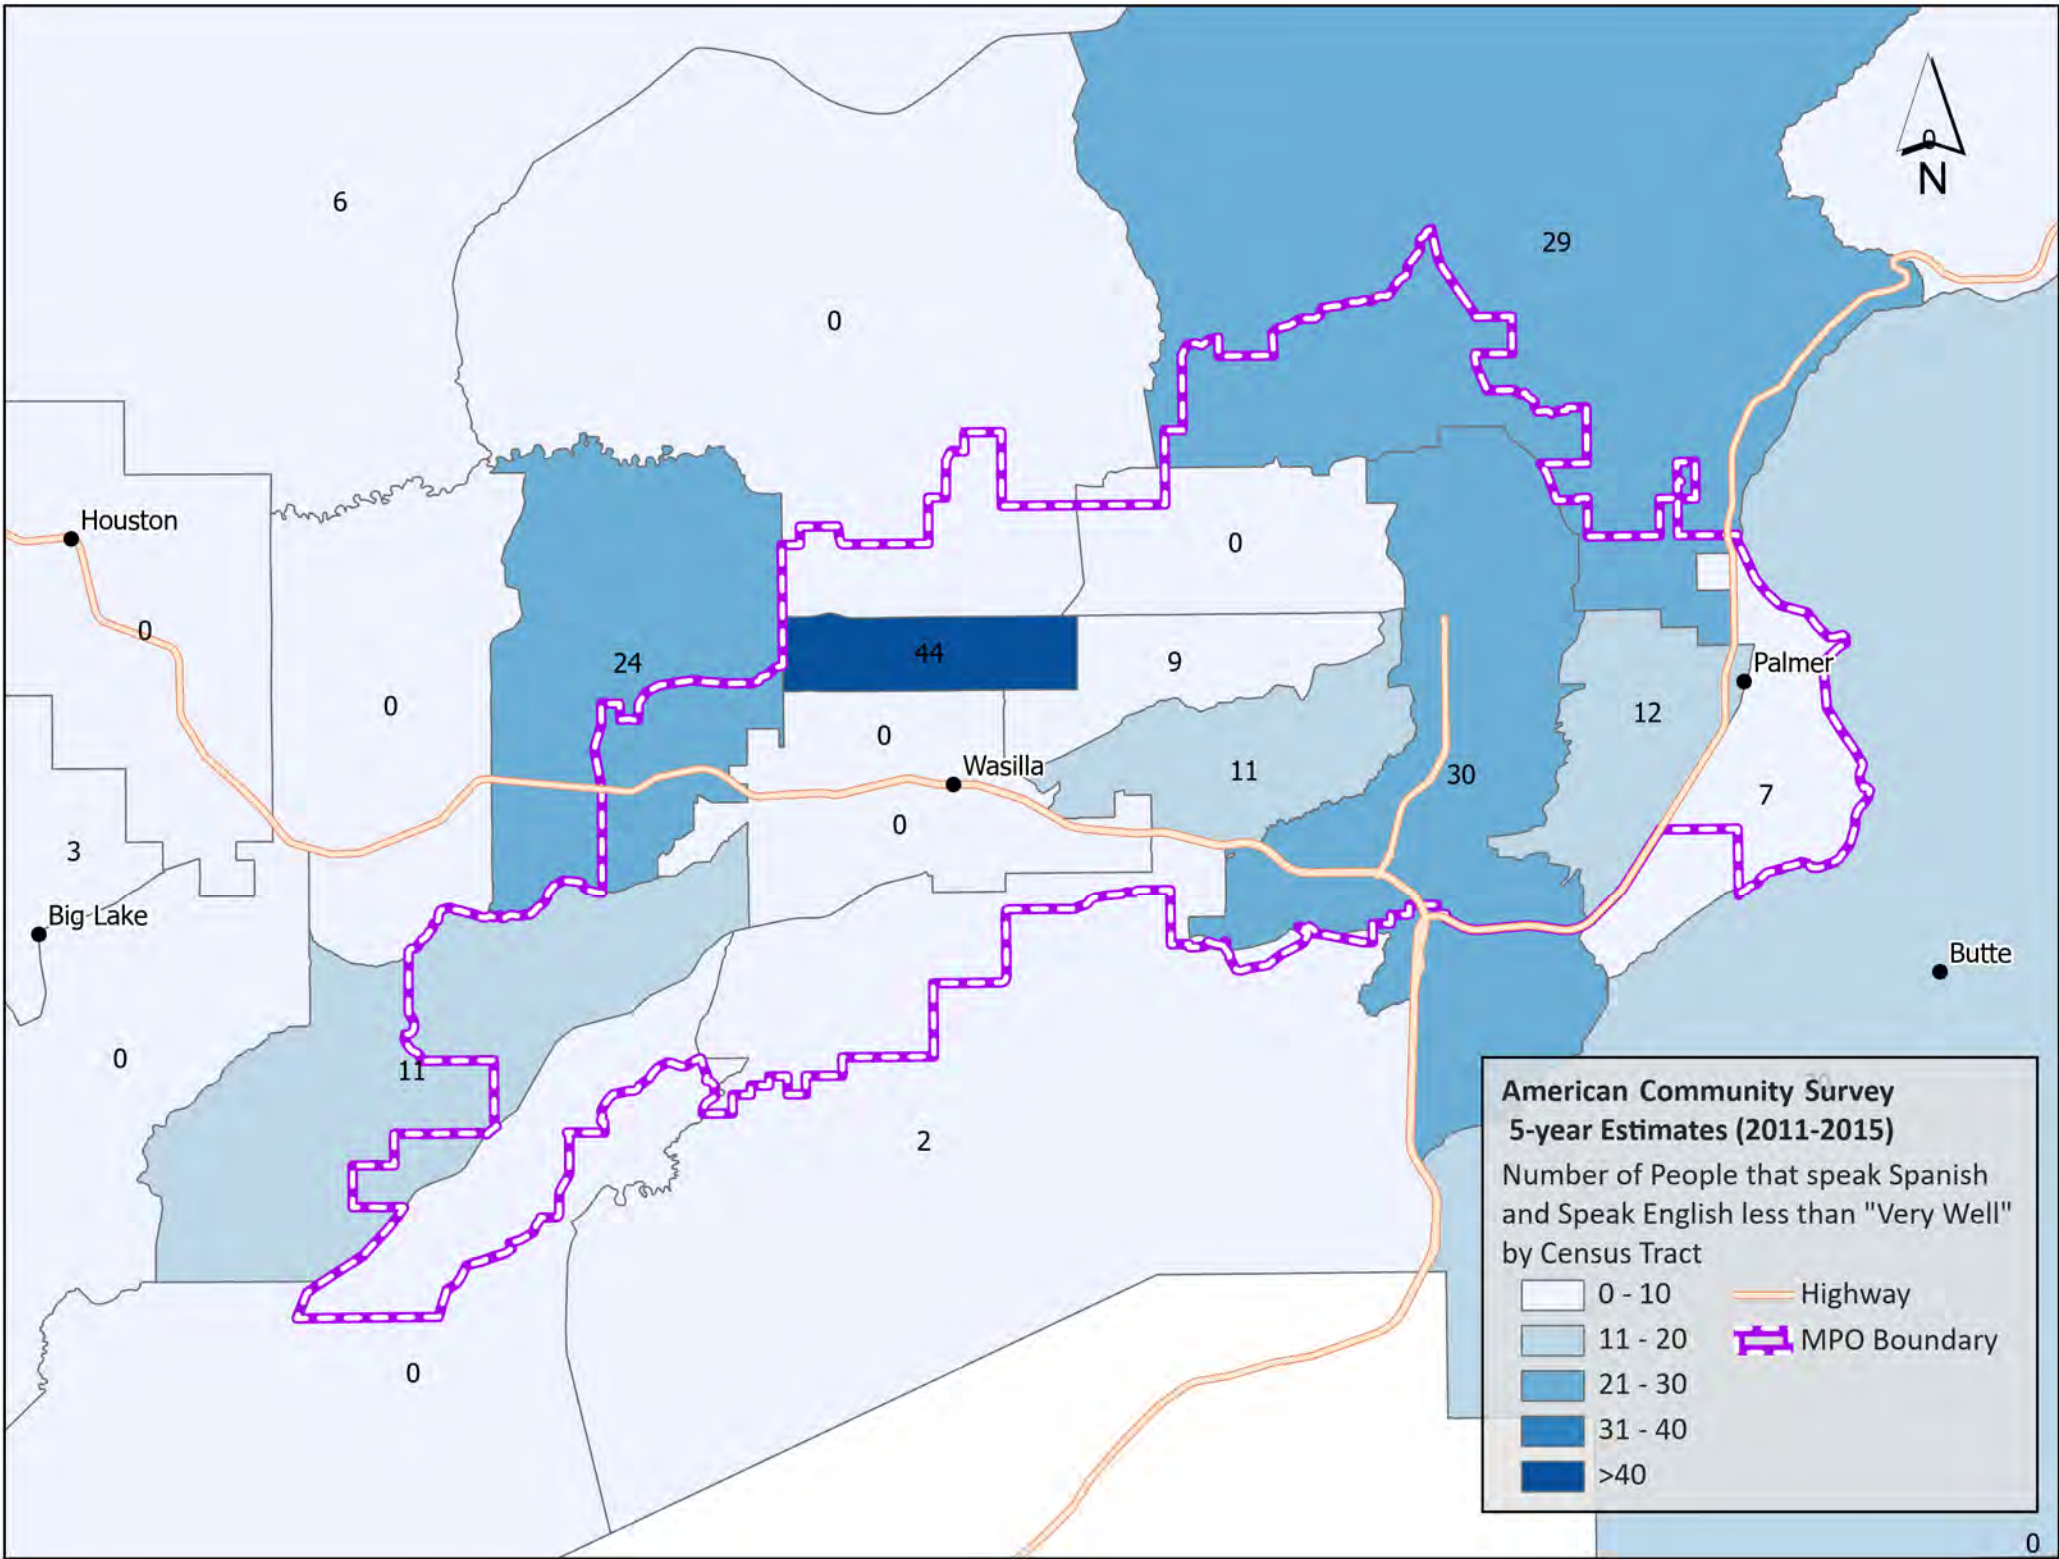 0
N
6
29
0
Houston
0
0
24
44
9
0
0
Palmer
12
0
Wasilla
11
30
7
0
3
Big Lake
Butte
0
11
2
0
American Community Survey
5-year Estimates (2011-2015)
Number of People that speak Spanish
and Speak English less than "Very Well"
by Census Tract
0 - 10
11 - 20
21 - 30
31 - 40
>40
Highway
MPO Boundary
0